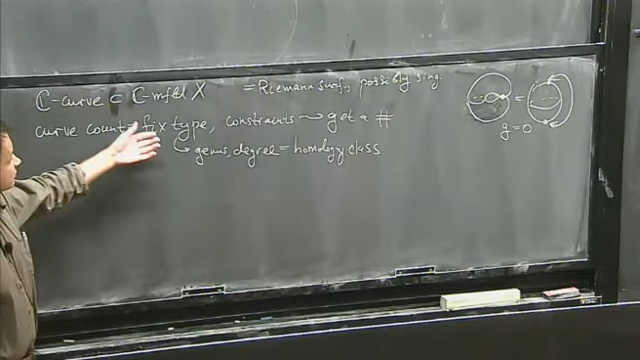 ℂ-curve ⊂ ℂ-mfld X = Riemann surf, possibly sing.
curve count = fix type, constraints ⇝ get a #
↳ genus, degree = homology class
=
g=0